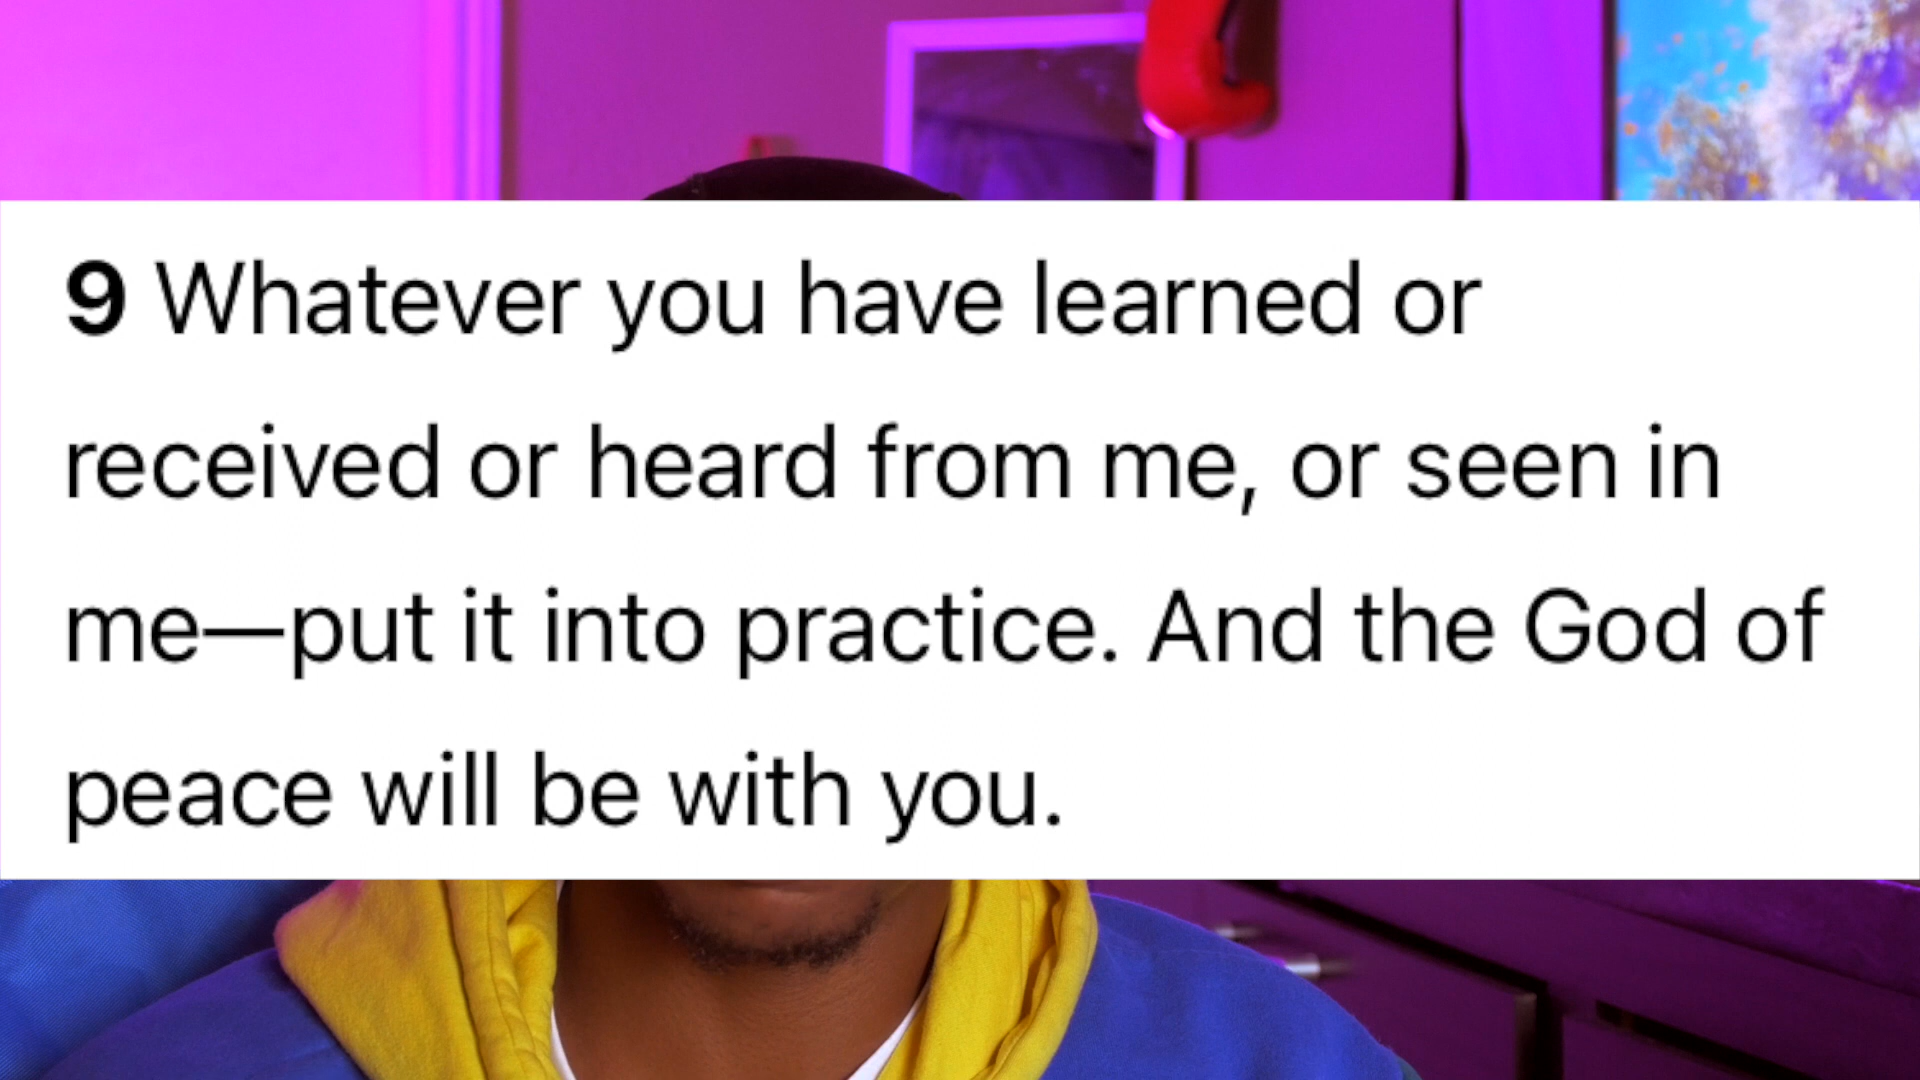 9 Whatever you have learned or
received or heard from me, or seen in
me—put it into practice. And the God of
peace will be with you.